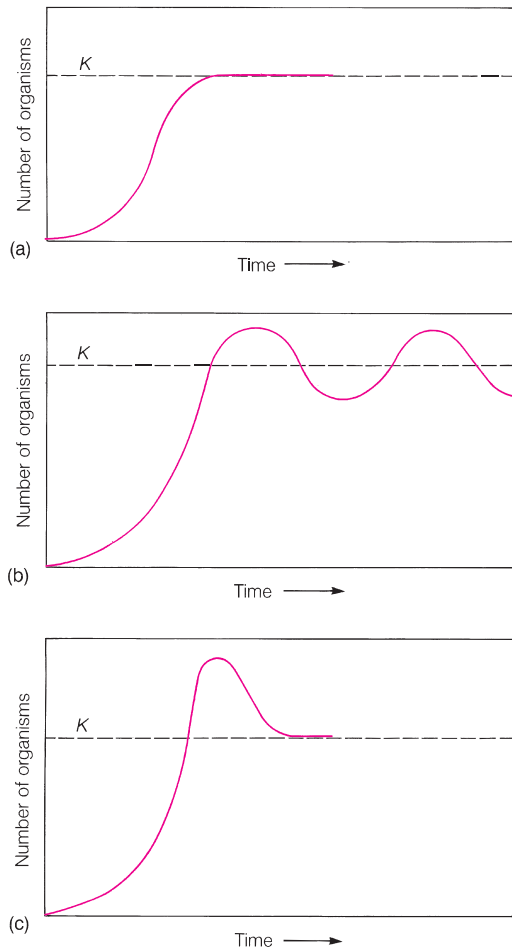 Number of organisms
K
(a)
Time
Number of organisms
K
(b)
Time
Number of organisms
K
(c)
Time